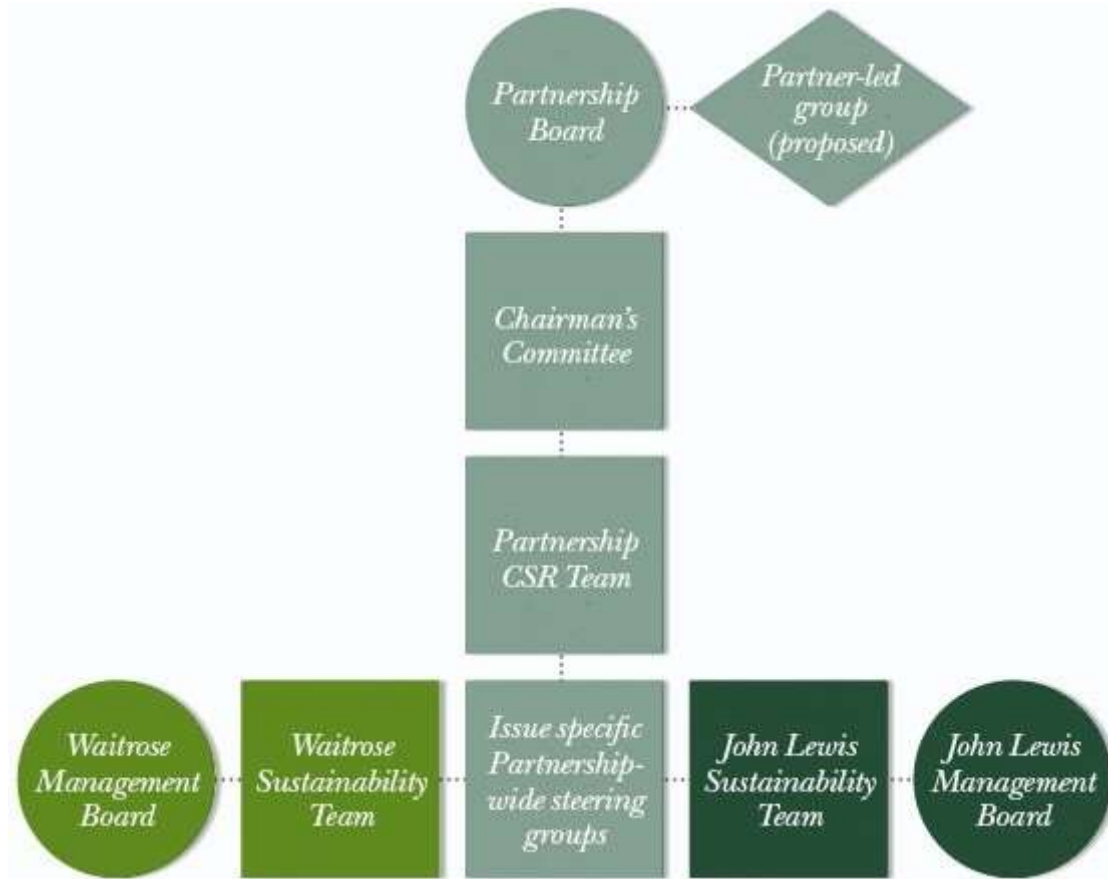 Partnership
Board
Partner-led
group
(proposed)
Chairman's
Committee
Partnership
CSR Team
Waitrose
Management
Board
Waitrose
Sustainability
Team
Issue specific
Partnership-
wide steering
groups
John Lewis
Sustainability
Team
John Lewis
Management
Board